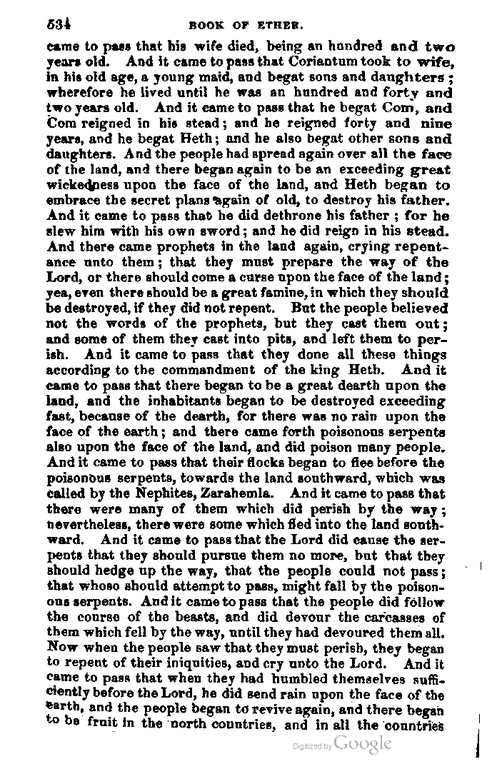 534 BOOK OF ETHER.
came to pass that his wife died, being an hundred and two
years old. And it came to pass that Coriantum took to wife,
in his old age, a young maid, and begat sons and daughters;
wherefore he lived until he was an hundred and forty and
two years old. And it came to pass that he begat Com, and
Com reigned in his stead; and he reigned forty and nine
years, and he begat Heth; and he also begat other sons and
daughters. And the people had spread again over all the face
of the land, and there began again to be an exceeding great
wickedness upon the face of the land, and Heth began to
embrace the secret plans again of old, to destroy his father.
And it came to pass that he did dethrone his father; for he
slew him with his own sword; and he did reign in his stead.
And there came prophets in the land again, crying repent-
ance unto them; that they must prepare the way of the
Lord, or there should come a curse upon the face of the land;
yea, even there should be a great famine, in which they should
be destroyed, if they did not repent. But the people believed
not the words of the prophets, but they cast them out;
and some of them they cast into pits, and left them to per-
ish. And it came to pass that they done all these things
according to the commandment of the king Heth. And it
came to pass that there began to be a great dearth upon the
land, and the inhabitants began to be destroyed exceeding
fast, because of the dearth, for there was no rain upon the
face of the earth; and there came forth poisonous serpents
also upon the face of the land, and did poison many people.
And it came to pass that their flocks began to flee before the
poisonous serpents, towards the land southward, which was
called by the Nephites, Zarahemla. And it came to pass that
there were many of them which did perish by the way;
nevertheless, there were some which fled into the land south-
ward. And it came to pass that the Lord did cause the ser-
pents that they should pursue them no more, but that they
should hedge up the way, that the people could not pass;
that whoso should attempt to pass, might fall by the poison-
ous serpents. And it came to pass that the people did follow
the course of the beasts, and did devour the carcasses of
them which fell by the way, until they had devoured them all.
Now when the people saw that they must perish, they began
to repent of their iniquities, and cry unto the Lord. And it
came to pass that when they had humbled themselves suffi-
ciently before the Lord, he did send rain upon the face of the
earth, and the people began to revive again, and there began
to be fruit in the north countries, and in all the countries
Digitized by Google